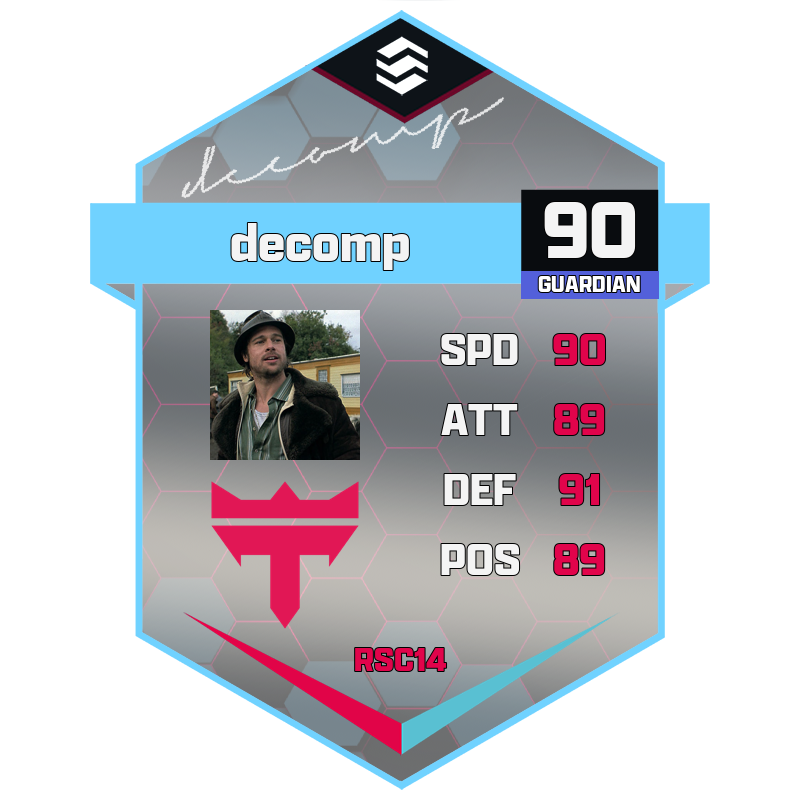 decomp
decomp
90
GUARDIAN
SPD 90
ATT 89
DEF 91
POS 89
RSC14